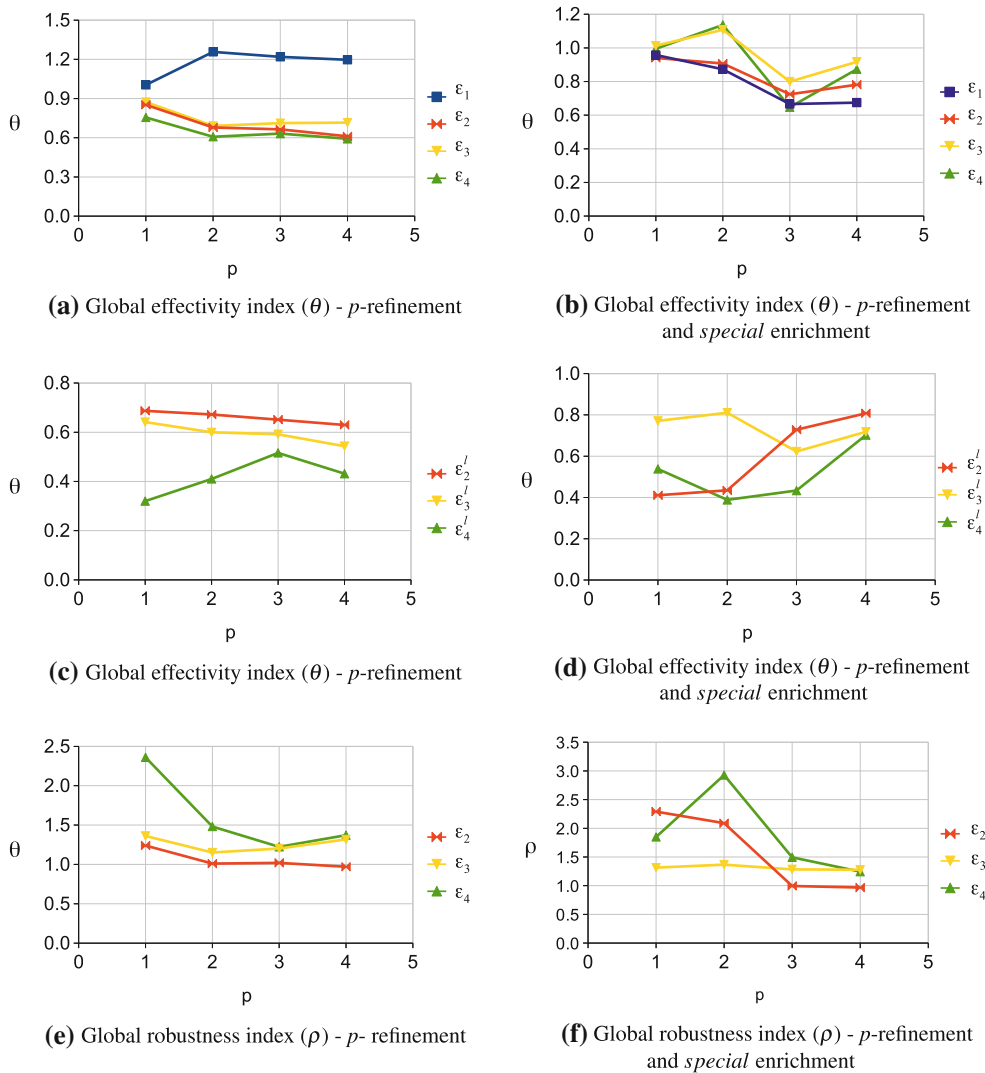 1.5
1.2
0.9
0.6
0.3
0.0
θ
0 1 2 3 4 5
p
ε1
ε2
ε3
ε4
(a) Global effectivity index (θ) - p-refinement
1.2
1.0
0.8
0.6
0.4
0.2
0.0
θ
0 1 2 3 4 5
p
ε1
ε2
ε3
ε4
(b) Global effectivity index (θ) - p-refinement
and special enrichment
0.8
0.6
0.4
0.2
0.0
θ
0 1 2 3 4 5
p
ε2^l
ε3^l
ε4^l
(c) Global effectivity index (θ) - p-refinement
1.0
0.8
0.6
0.4
0.2
0.0
θ
0 1 2 3 4 5
p
ε2^l
ε3^l
ε4^l
(d) Global effectivity index (θ) - p-refinement
and special enrichment
2.5
2.0
1.5
1.0
0.5
0.0
θ
0 1 2 3 4 5
p
ε2
ε3
ε4
(e) Global robustness index (ρ) - p- refinement
3.5
3.0
2.5
2.0
1.5
1.0
0.5
0.0
ρ
0 1 2 3 4 5
p
ε2
ε3
ε4
(f) Global robustness index (ρ) - p-refinement
and special enrichment